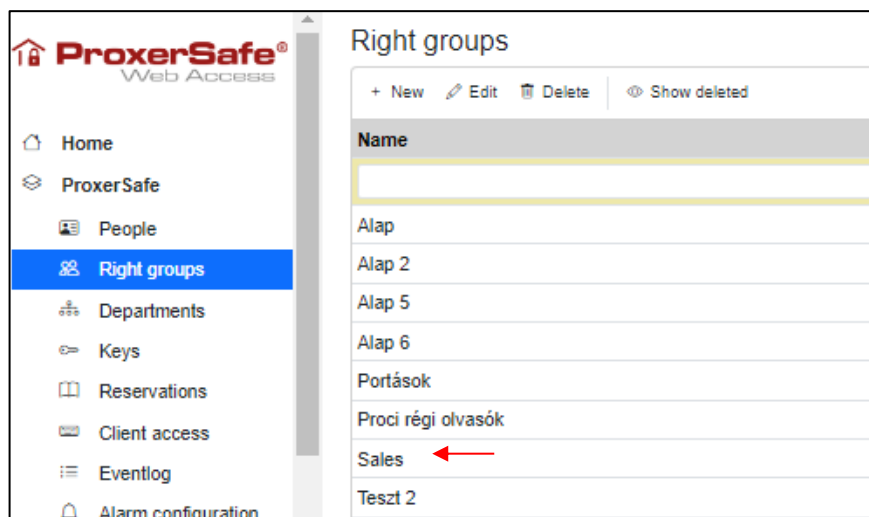 ProxerSafe®
Web Access
Home
ProxerSafe
People
Right groups
Departments
Keys
Reservations
Client access
Eventlog
Alarm configuration
Right groups
+ New Edit Delete Show deleted
Name
Alap
Alap 2
Alap 5
Alap 6
Portások
Proci régi olvasók
Sales
Teszt 2